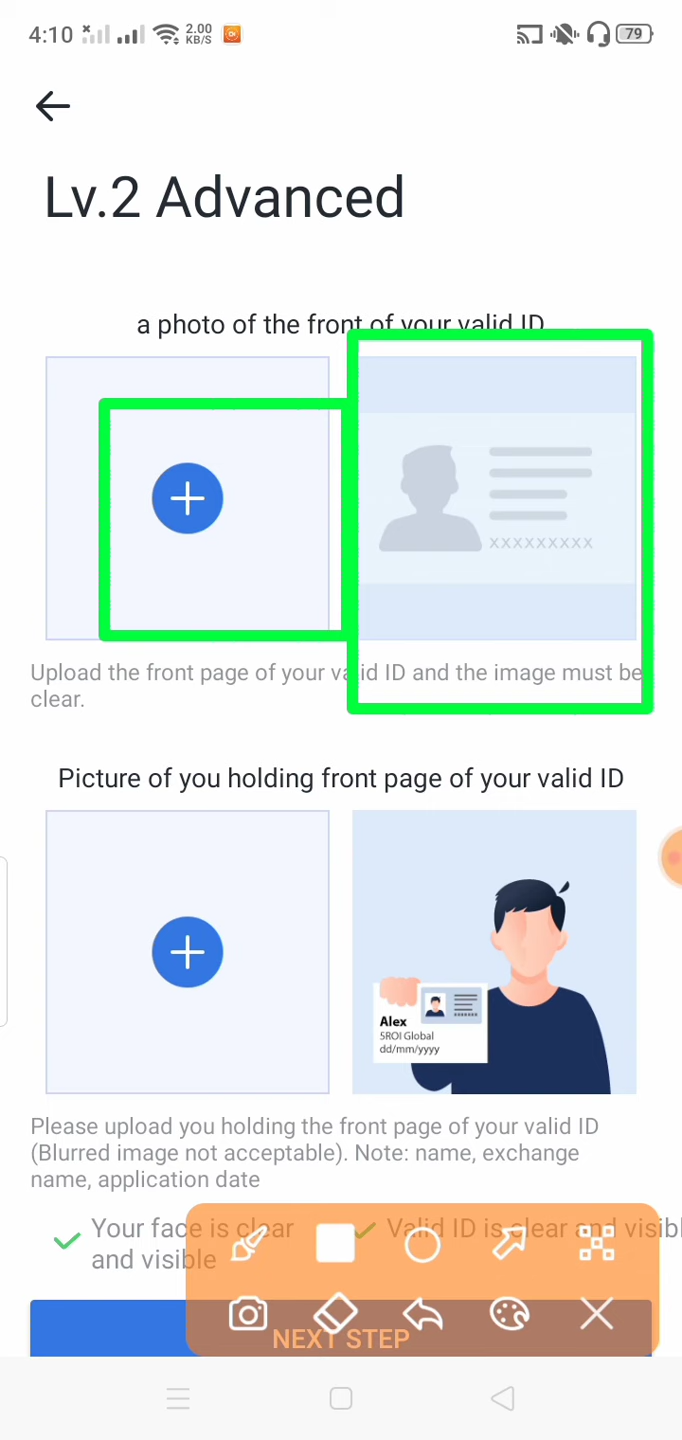 4:10
2.00
KB/S
79
Lv.2 Advanced
a photo of the front of your valid ID
XXXXXXXXX
Upload the front page of your valid ID and the image must be
clear.
Picture of you holding front page of your valid ID
Alex
5ROI Global
dd/mm/yyyy
Please upload you holding the front page of your valid ID
(Blurred image not acceptable). Note: name, exchange
name, application date
Your face is clear
and visible
Valid ID is clear and visibl
NEXT STEP